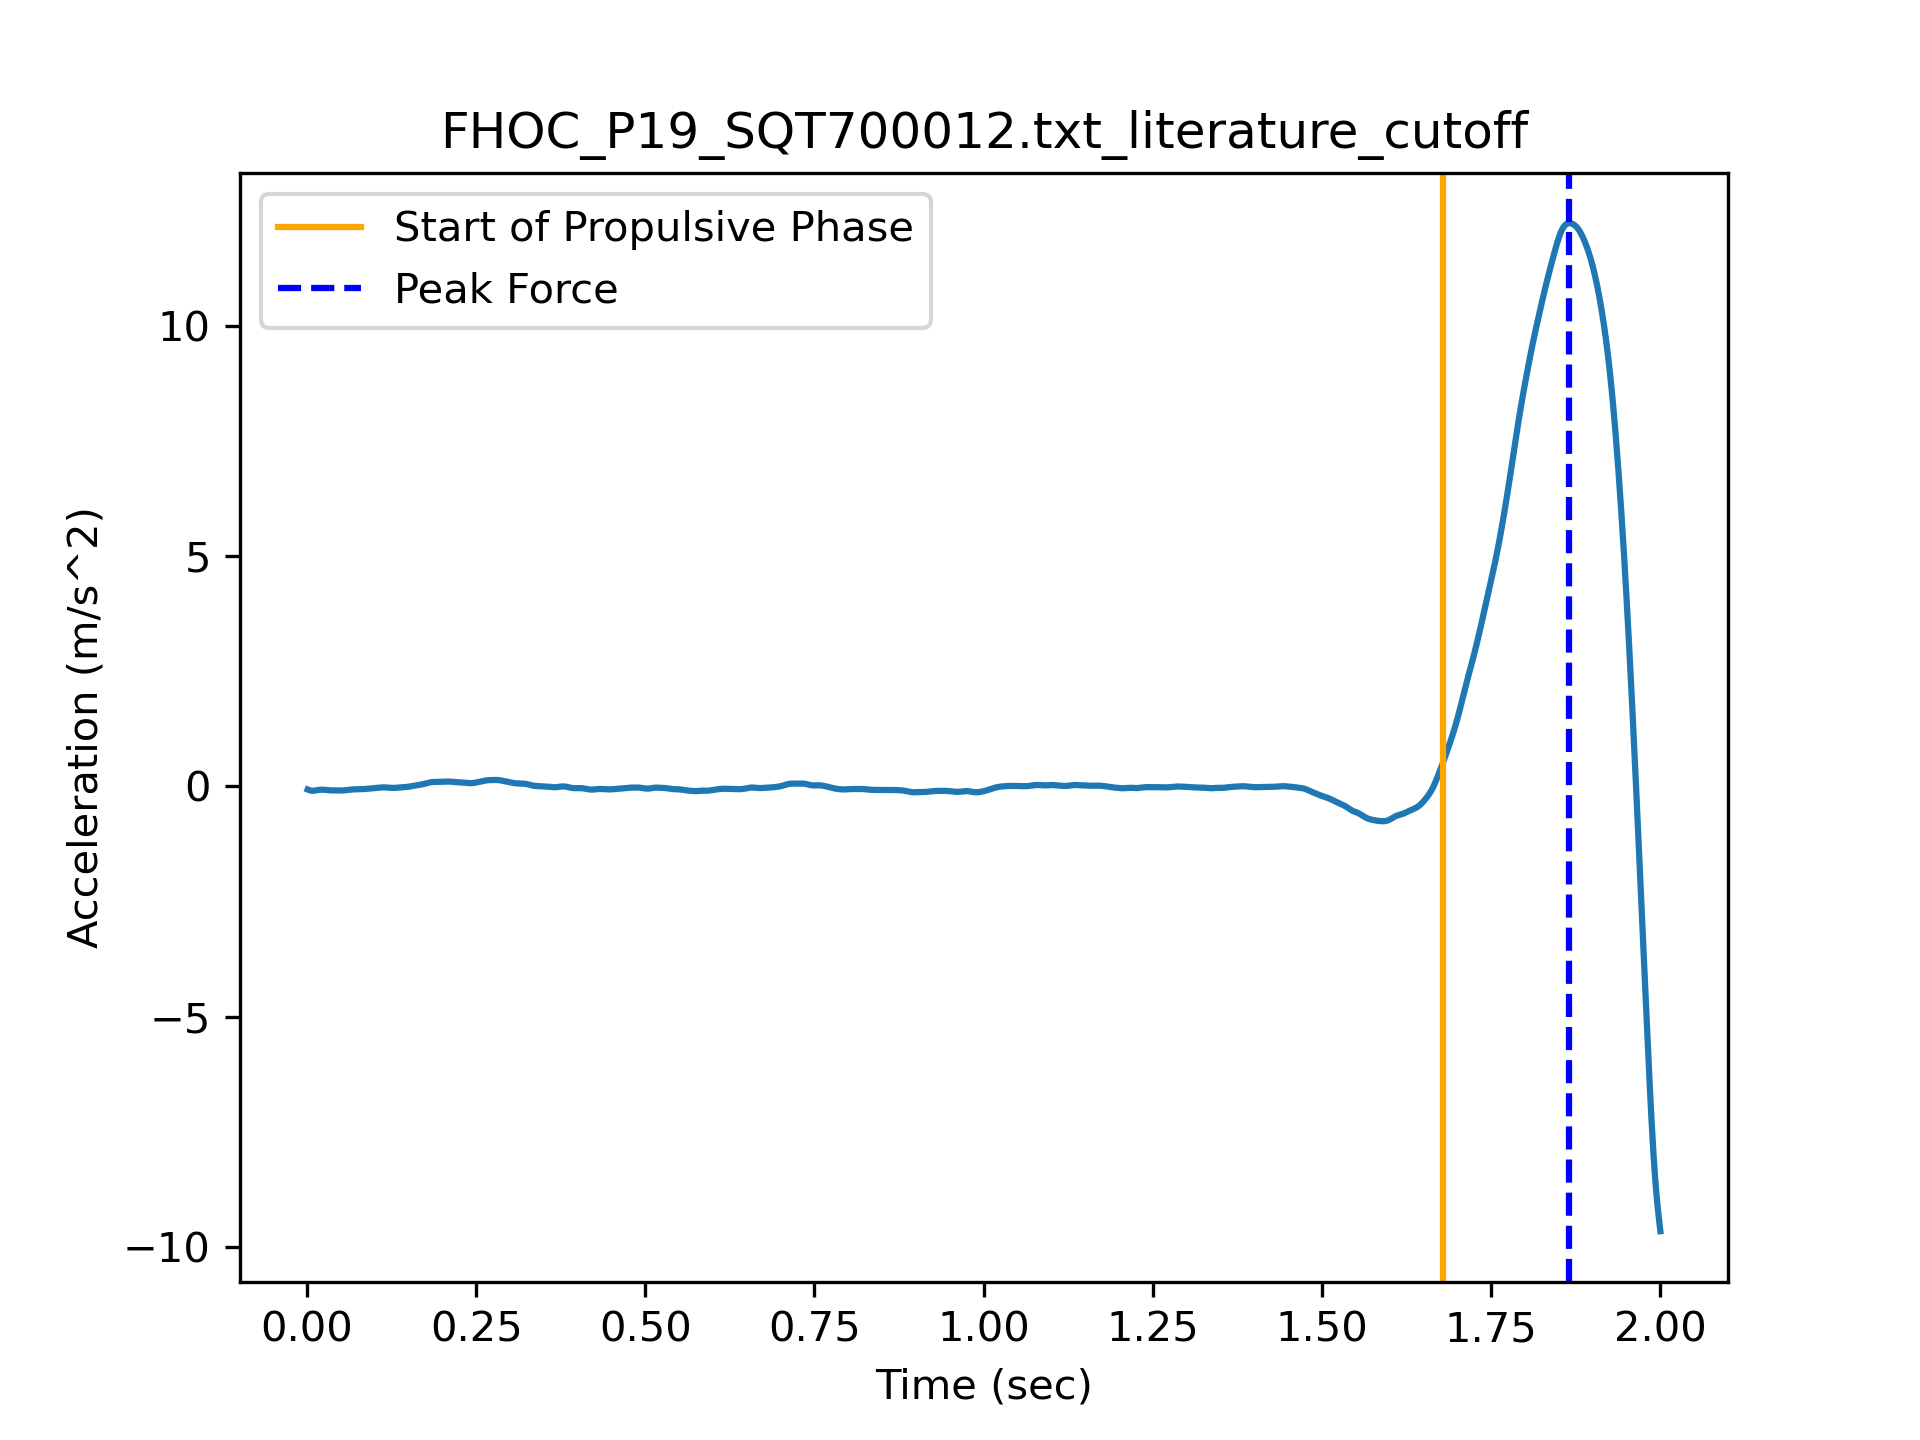 FHOC_P19_SQT700012.txt_literature_cutoff
Start of Propulsive Phase
Peak Force
10
5
0
−5
−10
Acceleration (m/s^2)
0.00 0.25 0.50 0.75 1.00 1.25 1.50 1.75 2.00
Time (sec)